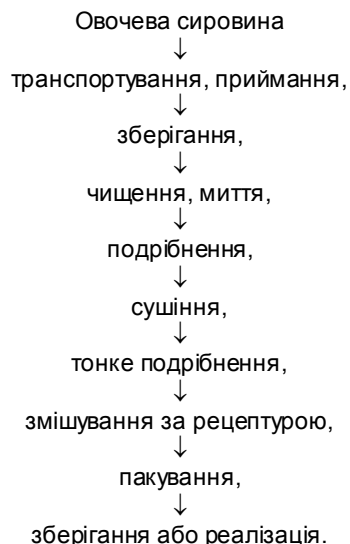 Овочева сировина
↓
транспортування, приймання,
↓
зберігання,
↓
чищення, миття,
↓
подрібнення,
↓
сушіння,
↓
тонке подрібнення,
↓
змішування за рецептурою,
↓
пакування,
↓
зберігання або реалізація.